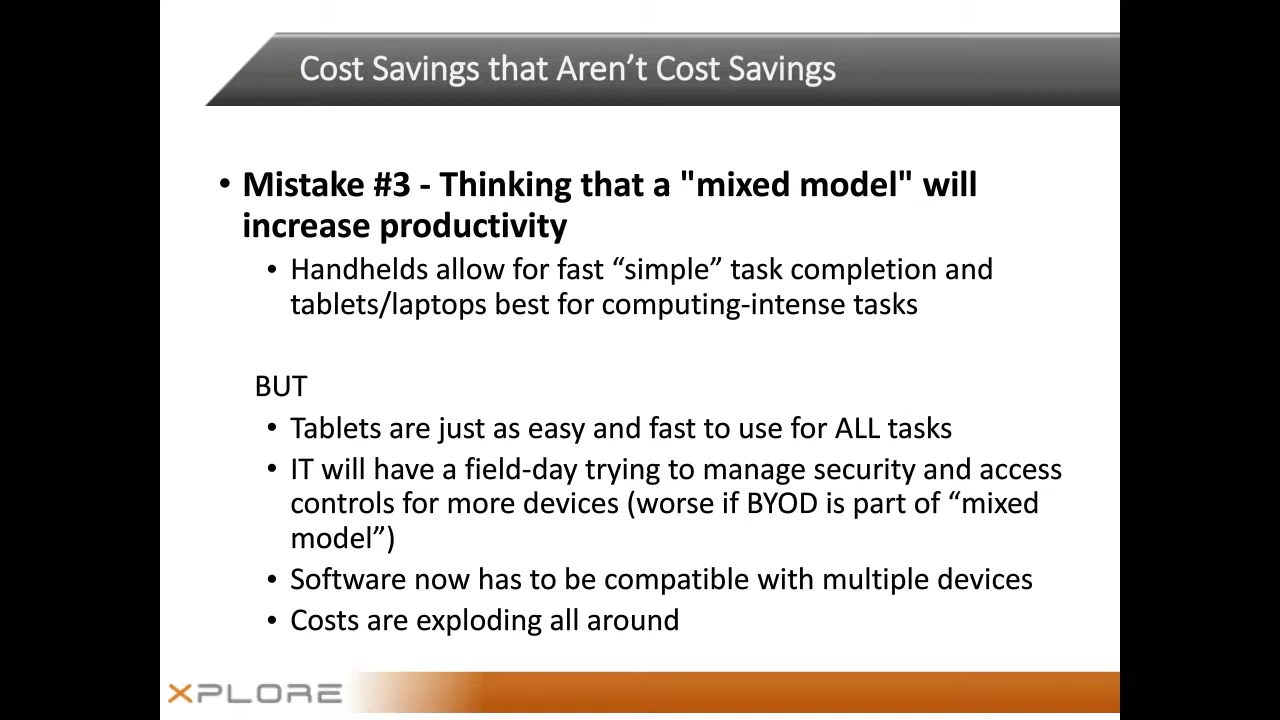 Cost Savings that Aren’t Cost Savings
• Mistake #3 - Thinking that a "mixed model" will
increase productivity
• Handhelds allow for fast “simple” task completion and
tablets/laptops best for computing-intense tasks
BUT
• Tablets are just as easy and fast to use for ALL tasks
• IT will have a field-day trying to manage security and access
controls for more devices (worse if BYOD is part of “mixed
model”)
• Software now has to be compatible with multiple devices
• Costs are exploding all around
XPLORE